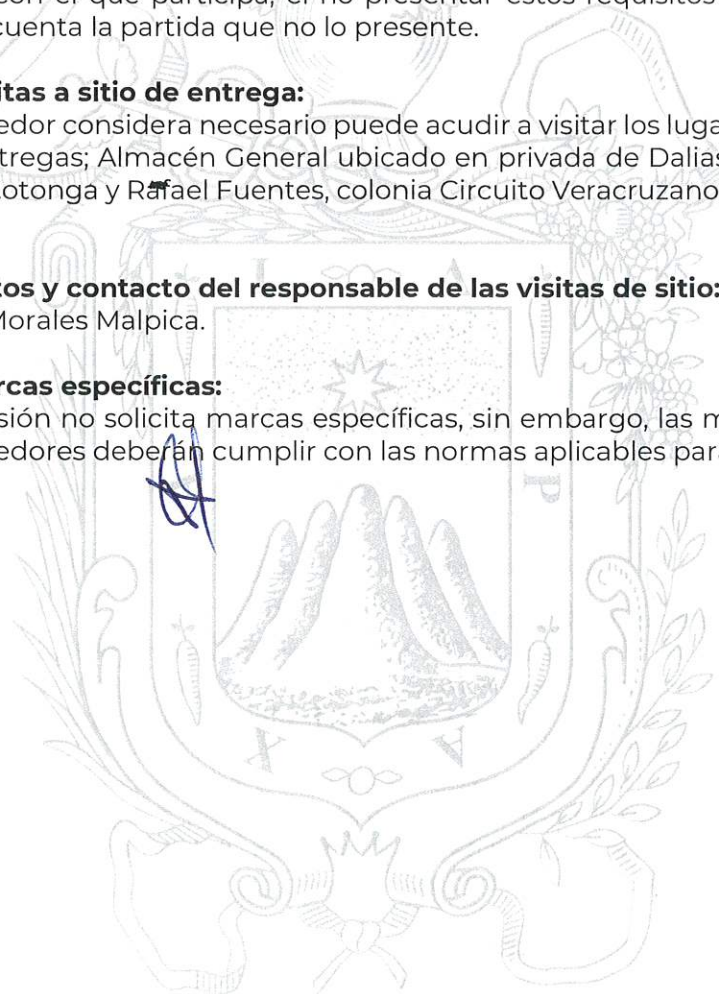 con el que participa, el no presentar estos requisitos
cuenta la partida que no lo presente.
itas a sitio de entrega:
edor considera necesario puede acudir a visitar los luga
tregas; Almacén General ubicado en privada de Dalias
otonga y Rafael Fuentes, colonia Circuito Veracruzano
tos y contacto del responsable de las visitas de sitio:
Morales Malpica.
rcas específicas:
sión no solicita marcas específicas, sin embargo, las m
edores deberán cumplir con las normas aplicables para